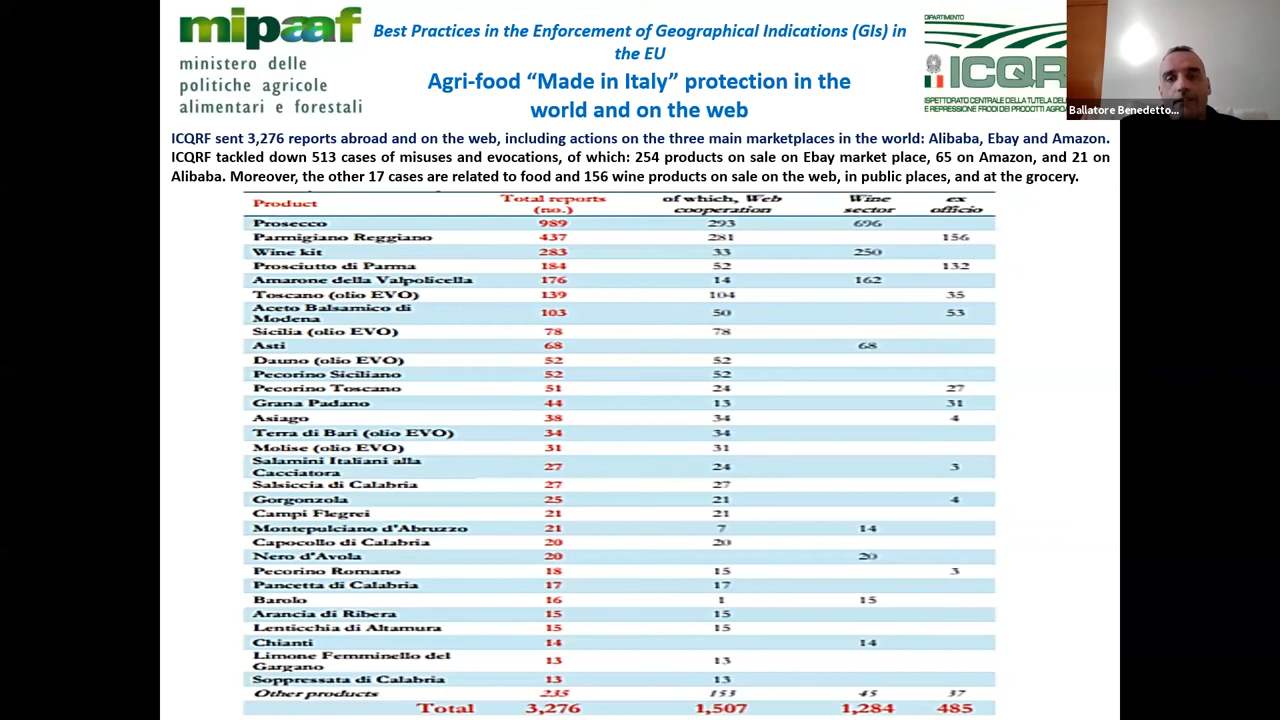 mipaaf
ministero delle
politiche agricole
alimentari e forestali
Best Practices in the Enforcement of Geographical Indications (GIs) in
the EU
Agri-food “Made in Italy” protection in the
world and on the web
DIPARTIMENTO
ICQR
ISPETTORATO CENTRALE DELLA TUTELA DEL
E REPRESSIONE FRODI DEI PRODOTTI AGRO
Ballatore Benedetto...
ICQRF sent 3,276 reports abroad and on the web, including actions on the three main marketplaces in the world: Alibaba, Ebay and Amazon.
ICQRF tackled down 513 cases of misuses and evocations, of which: 254 products on sale on Ebay market place, 65 on Amazon, and 21 on
Alibaba. Moreover, the other 17 cases are related to food and 156 wine products on sale on the web, in public places, and at the grocery.
Product Total reports (no.) of which, Web cooperation Wine sector ex officio
Prosecco 989 293 696
Parmigiano Reggiano 437 281 156
Wine kit 283 33 250
Prosciutto di Parma 184 52 132
Amarone della Valpolicella 176 14 162
Toscano (olio EVO) 139 104 35
Aceto Balsamico di
Modena 103 50 53
Sicilia (olio EVO) 78 78
Asti 68 68
Dauno (olio EVO) 52 52
Pecorino Siciliano 52 52
Pecorino Toscano 51 24 27
Grana Padano 44 13 31
Asiago 38 34 4
Terra di Bari (olio EVO) 34 34
Molise (olio EVO) 31 31
Salamini Italiani alla
Cacciatora 27 24 3
Salsiccia di Calabria 27 27
Gorgonzola 25 21 4
Campi Flegrei 21 21
Montepulciano d'Abruzzo 21 7 14
Capocollo di Calabria 20 20
Nero d'Avola 20 20
Pecorino Romano 18 15 3
Pancetta di Calabria 17 17
Barolo 16 1 15
Arancia di Ribera 15 15
Lenticchia di Altamura 15 15
Chianti 14 14
Limone Femminello del
Gargano 13 13
Soppressata di Calabria 13 13
Other products 235 153 45 37
Total 3,276 1,507 1,284 485